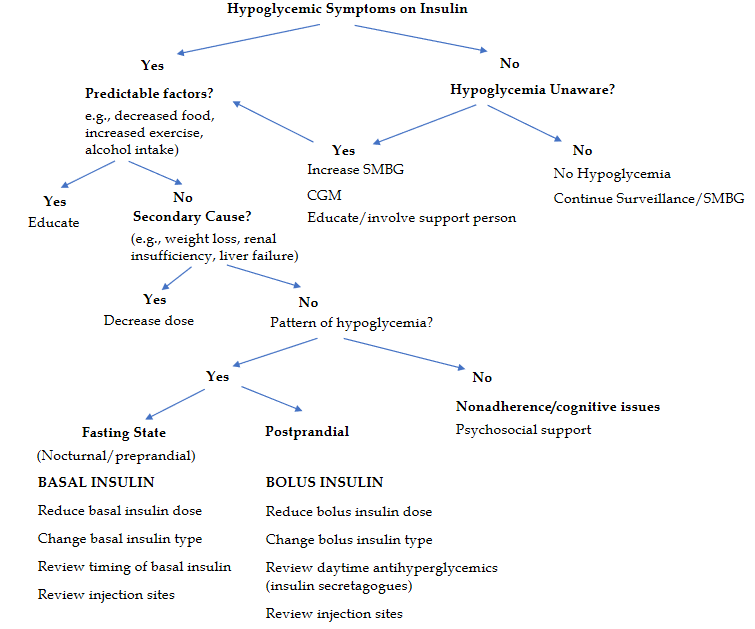 Hypoglycemic Symptoms on Insulin
Yes
No
Predictable factors?
e.g., decreased food,
increased exercise,
alcohol intake)
Hypoglycemia Unaware?
Yes
Increase SMBG
CGM
Educate/involve support person
No
No Hypoglycemia
Continue Surveillance/SMBG
Yes
Educate
No
Secondary Cause?
(e.g., weight loss, renal
insufficiency, liver failure)
Yes
Decrease dose
No
Pattern of hypoglycemia?
Yes
No
Nonadherence/cognitive issues
Psychosocial support
Fasting State
(Nocturnal/preprandial)
BASAL INSULIN
Reduce basal insulin dose
Change basal insulin type
Review timing of basal insulin
Review injection sites
Postprandial
BOLUS INSULIN
Reduce bolus insulin dose
Change bolus insulin type
Review daytime antihyperglycemics
(insulin secretagogues)
Review injection sites